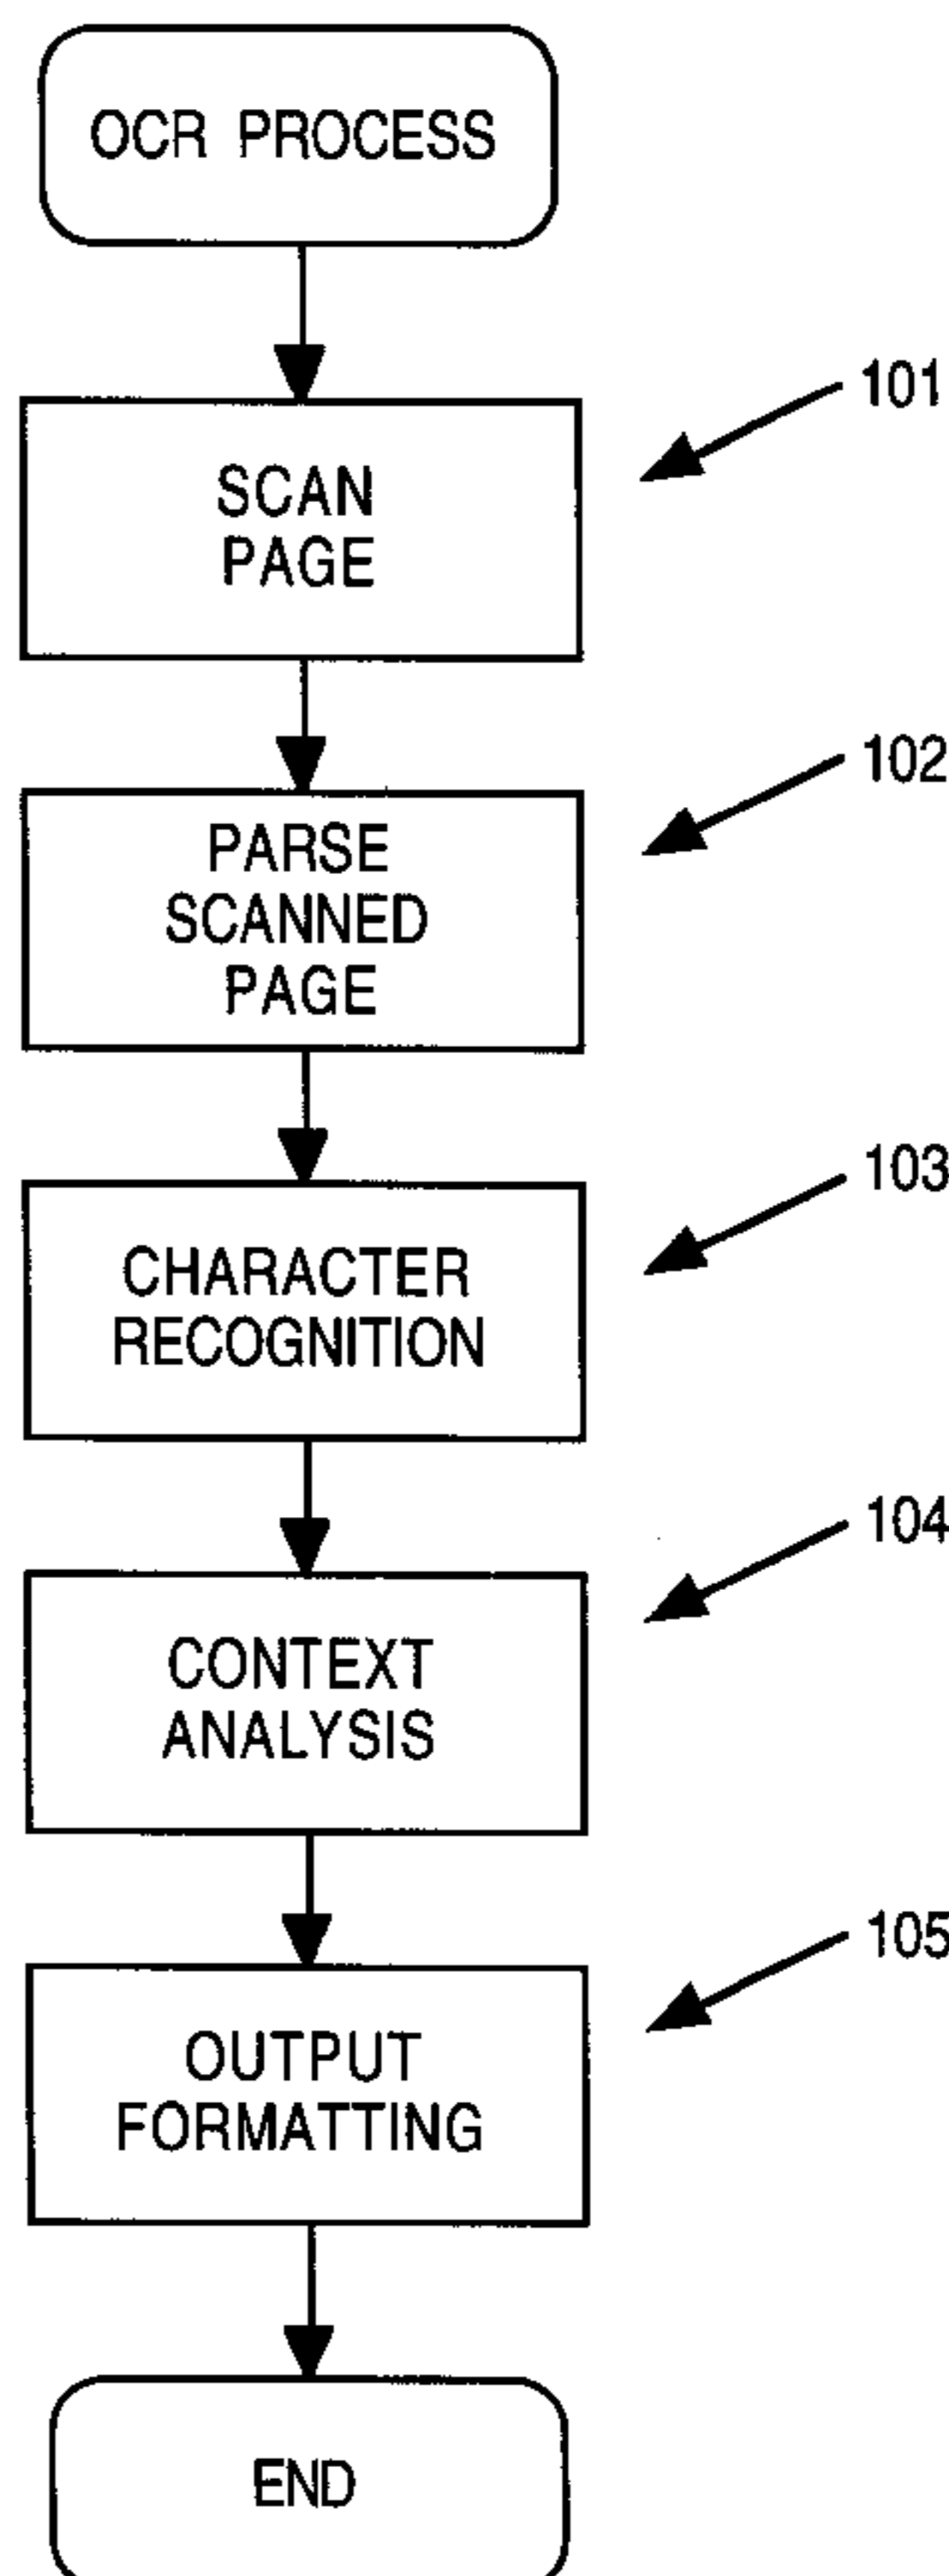 OCR PROCESS
101
SCAN
PAGE
102
PARSE
SCANNED
PAGE
103
CHARACTER
RECOGNITION
104
CONTEXT
ANALYSIS
105
OUTPUT
FORMATTING
END